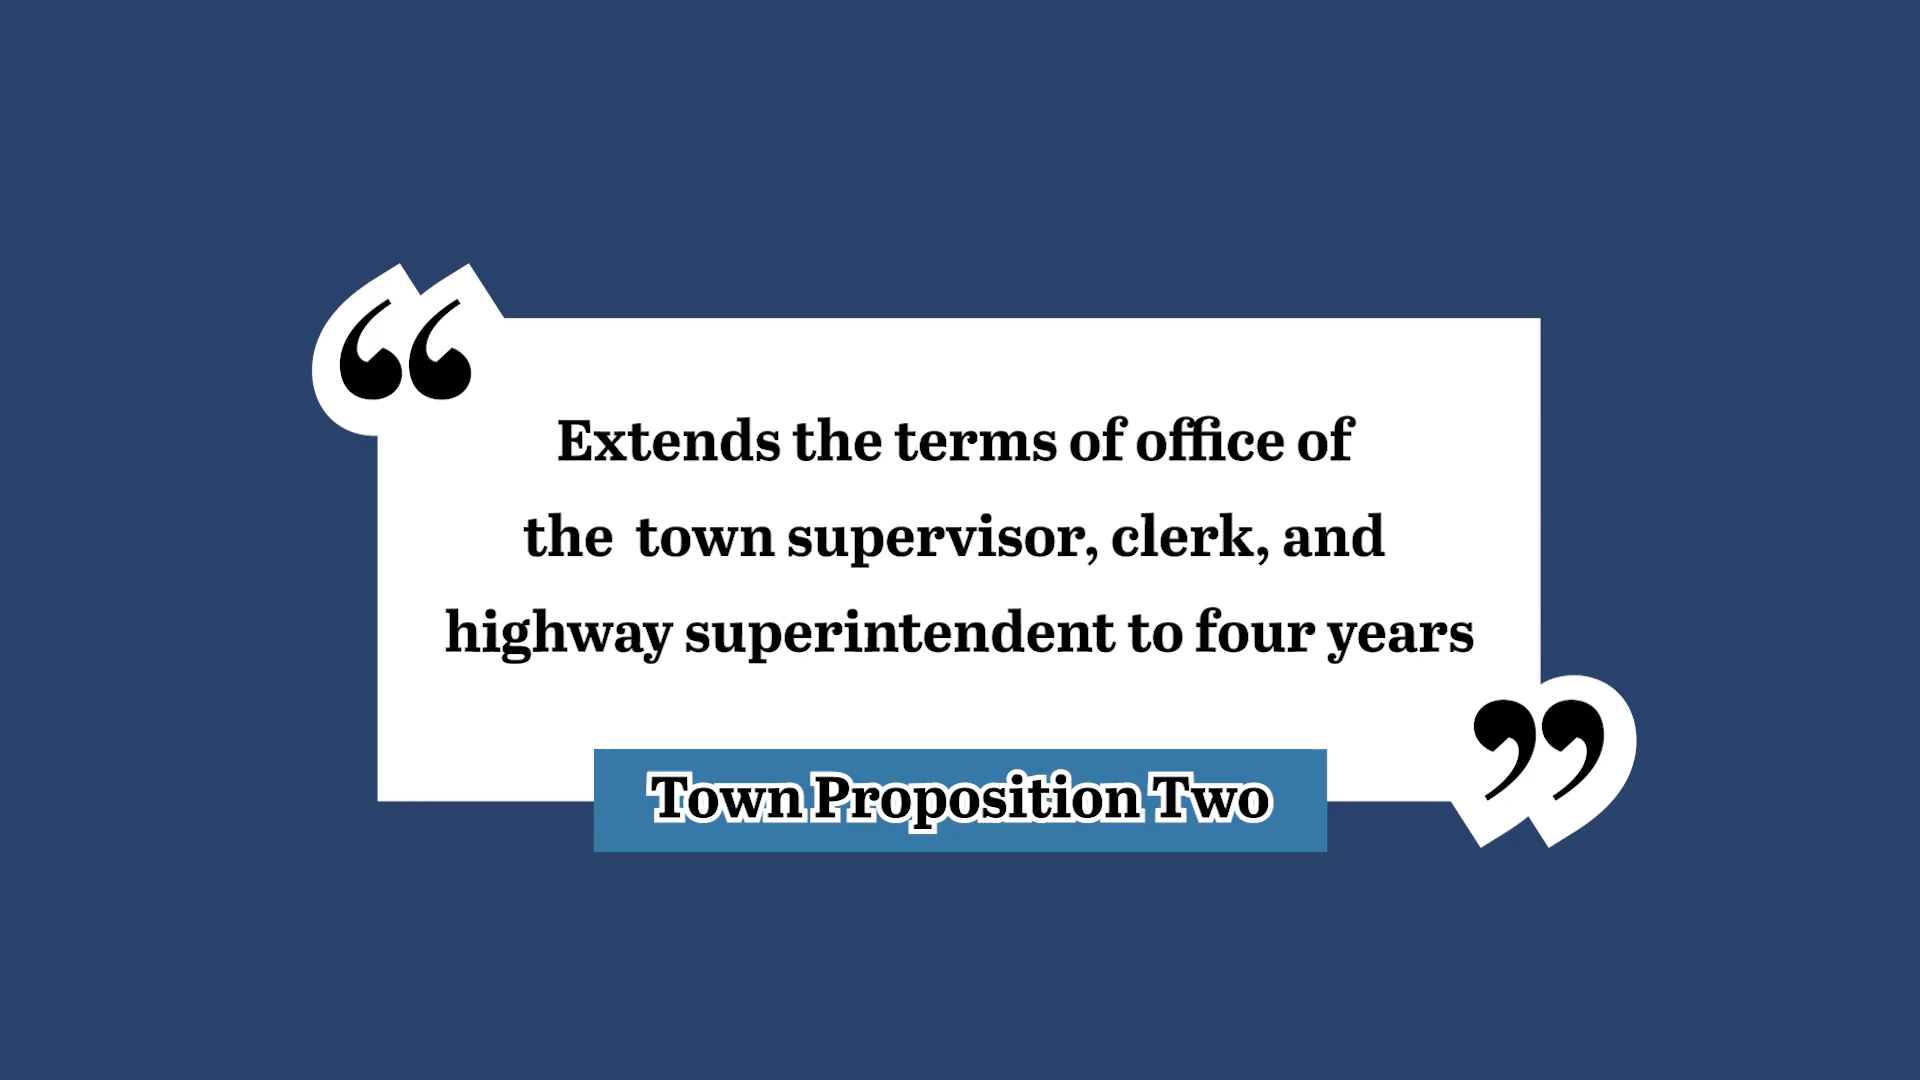 “
Extends the terms of office of
the  town supervisor, clerk, and
highway superintendent to four years
”
Town Proposition Two